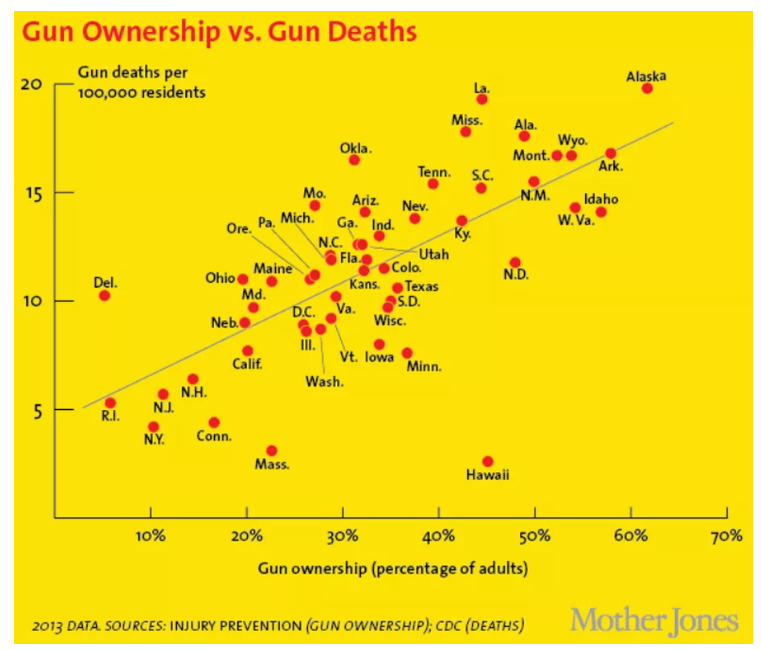 Gun Ownership vs. Gun Deaths
Gun deaths per
100,000 residents
20
15
10
5
Alaska
La.
Miss.
Ala.
Wyo.
Mont.
Ark.
Okla.
Tenn.
S.C.
N.M.
Idaho
W. Va.
Mo.
Ariz.
Nev.
Ky.
Ore.
Pa.
Mich.
Ga.
Ind.
N.C.
Fla.
Utah
N.D.
Del.
Ohio
Maine
Kans.
Colo.
Texas
Md.
S.D.
Neb.
D.C.
Va.
Wisc.
Ill.
Calif.
Vt.
Iowa
Minn.
Wash.
N.H.
N.J.
R.I.
N.Y.
Conn.
Mass.
Hawaii
10%
20%
30%
40%
50%
60%
70%
Gun ownership (percentage of adults)
2013 DATA. SOURCES: INJURY PREVENTION (GUN OWNERSHIP); CDC (DEATHS)
Mother Jones